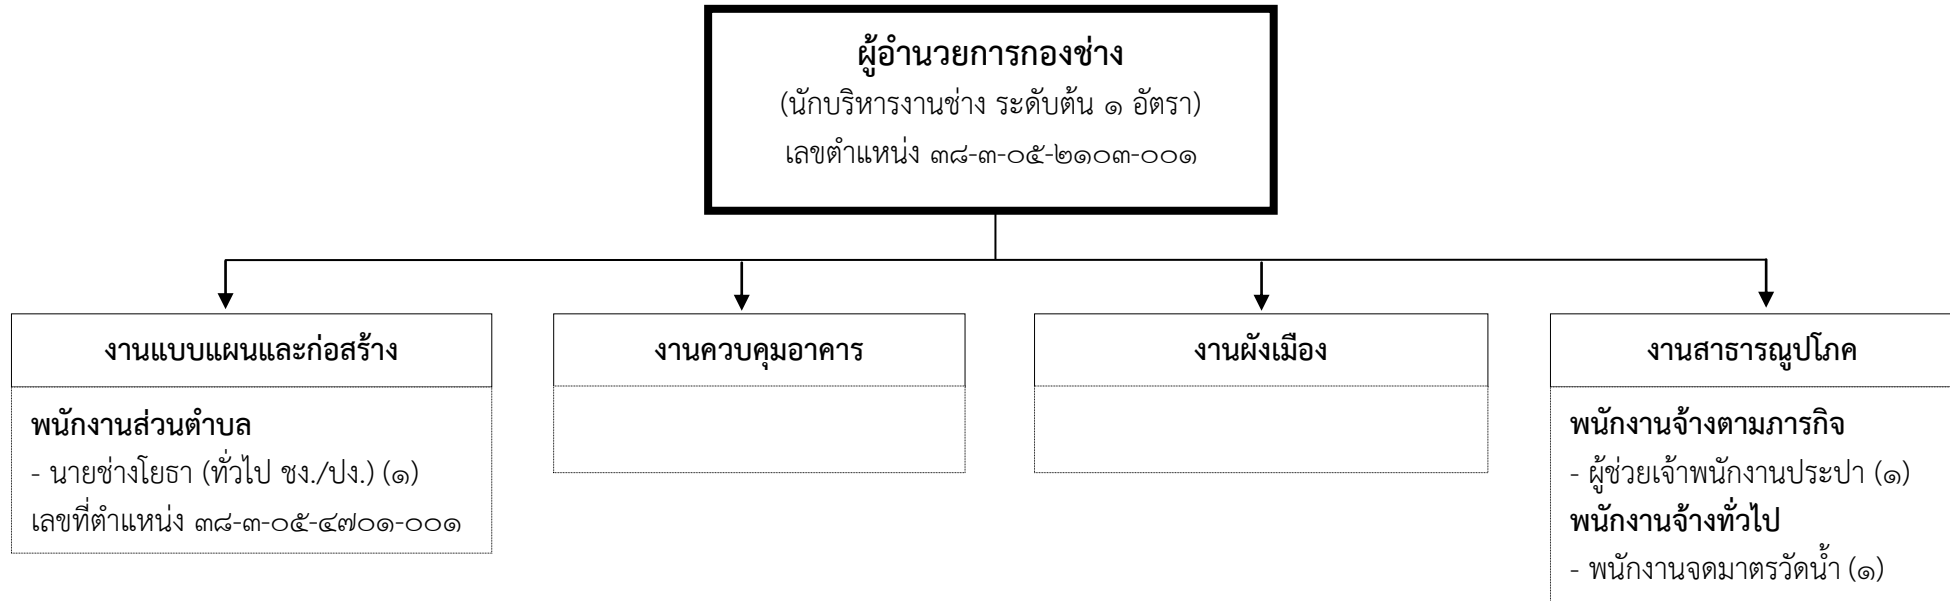 ผู้อำนวยการกองช่าง
(นักบริหารงานช่าง ระดับต้น ๑ อัตรา)
เลขตำแหน่ง ๓๘-๓-๐๕-๒๑๐๓-๐๐๑
งานแบบแผนและก่อสร้าง
พนักงานส่วนตำบล
- นายช่างโยธา (ทั่วไป ชง./ปง.) (๑)
เลขที่ตำแหน่ง ๓๘-๓-๐๕-๔๗๐๑-๐๐๑
งานควบคุมอาคาร
งานผังเมือง
งานสาธารณูปโภค
พนักงานจ้างตามภารกิจ
- ผู้ช่วยเจ้าพนักงานประปา (๑)
พนักงานจ้างทั่วไป
- พนักงานจดมาตรวัดน้ำ (๑)